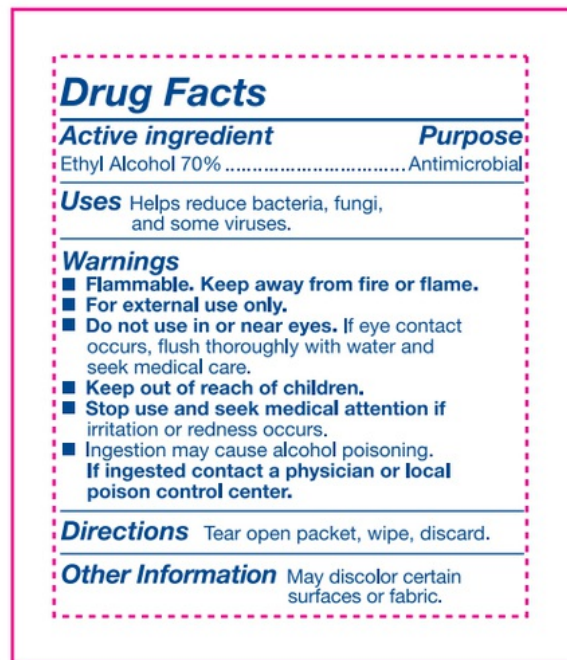 Drug Facts
Active ingredient Purpose
Ethyl Alcohol 70% ................................. Antimicrobial
Uses Helps reduce bacteria, fungi,
and some viruses.
Warnings
■ Flammable. Keep away from fire or flame.
■ For external use only.
■ Do not use in or near eyes. If eye contact
occurs, flush thoroughly with water and
seek medical care.
■ Keep out of reach of children.
■ Stop use and seek medical attention if
irritation or redness occurs.
■ Ingestion may cause alcohol poisoning.
If ingested contact a physician or local
poison control center.
Directions Tear open packet, wipe, discard.
Other Information May discolor certain
surfaces or fabric.